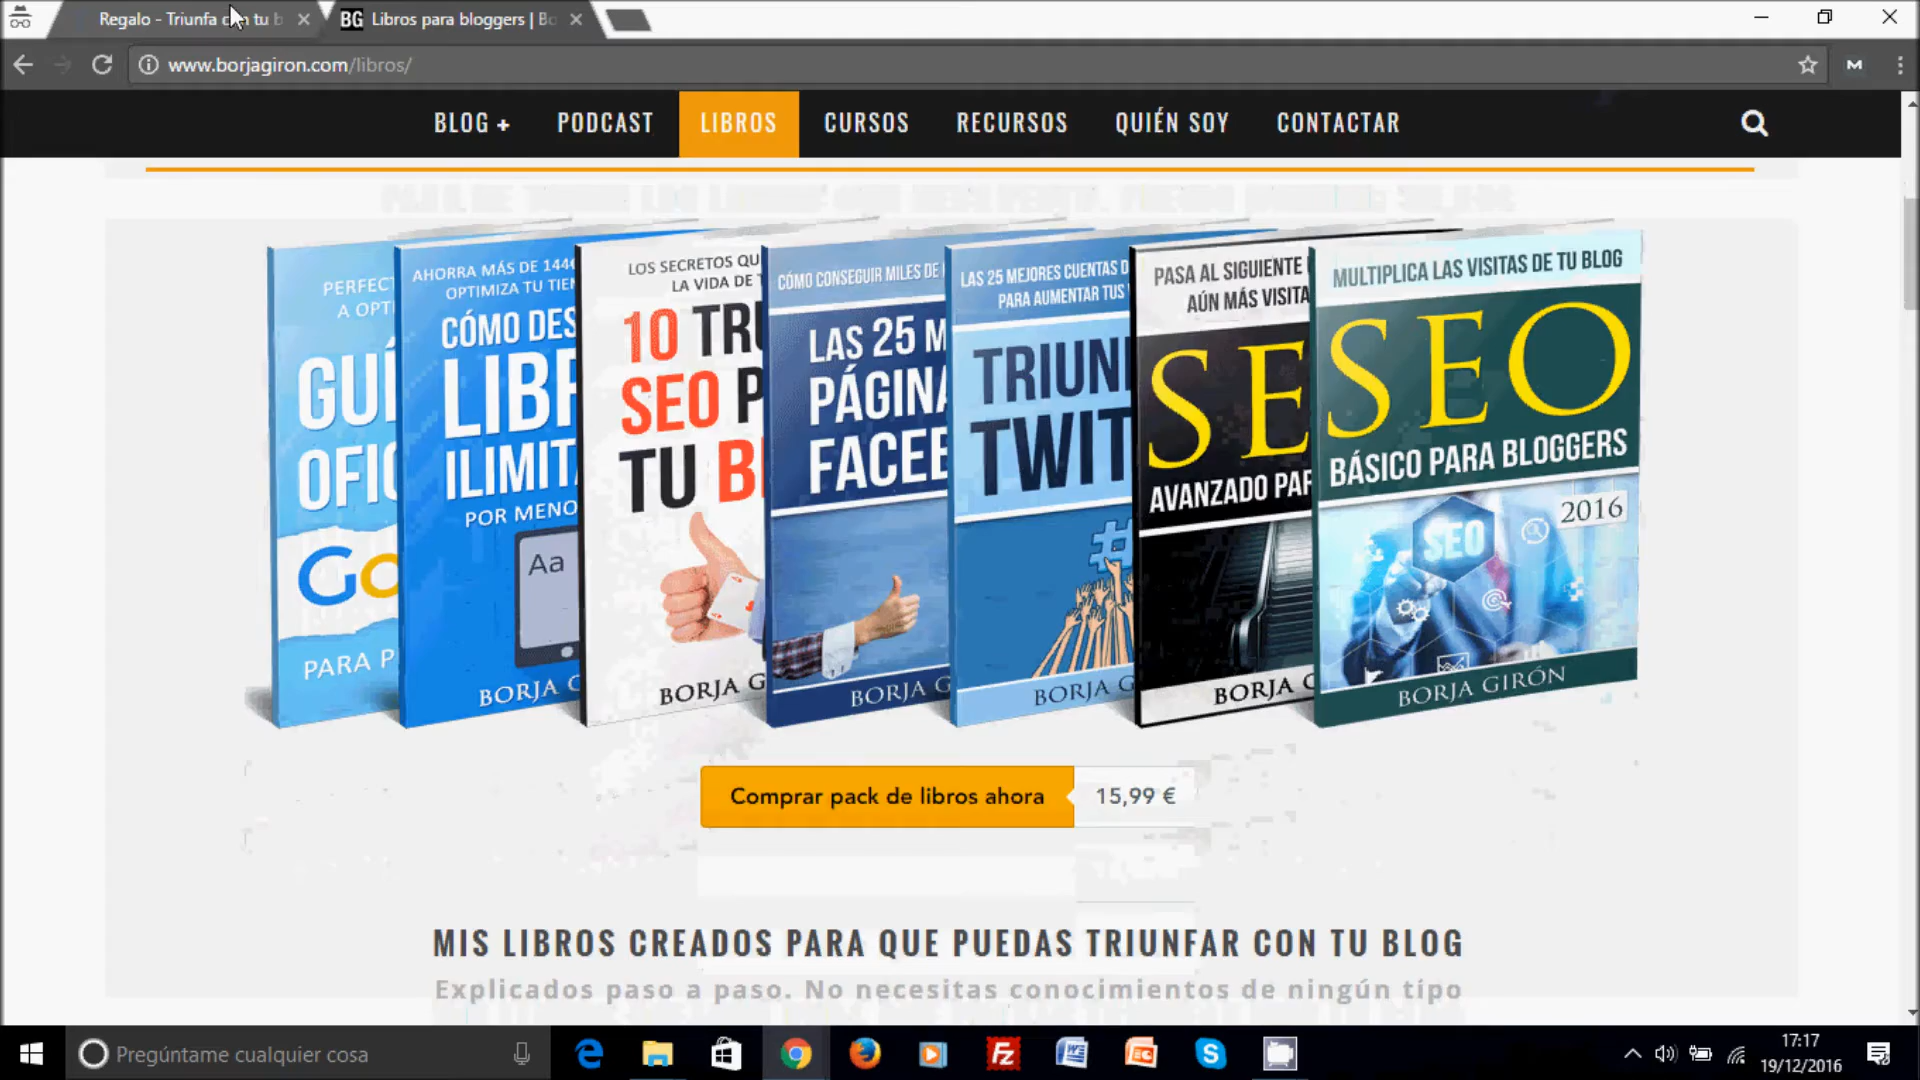 Regalo - Triunfa con tu b
BG Libros para bloggers | Bo
www.borjagiron.com/libros/
M
BLOG + PODCAST LIBROS CURSOS RECURSOS QUIÉN SOY CONTACTAR
PERFECT
A OPTI
GUÍ
OFIC
Go
PARA P
AHORRA MÁS DE 144€
OPTIMIZA TU TIEM
CÓMO DES
LIBR
ILIMITA
POR MENO
Aa
BORJA G
LOS SECRETOS QU
LA VIDA DE T
10 TRU
SEO P
TU BL
BORJA G
CÓMO CONSEGUIR MILES DE
LAS 25 M
PÁGINA
FACEB
BORJA G
LAS 25 MEJORES CUENTAS D
PARA AUMENTAR TUS
TRIUN
TWIT
#
BORJA G
PASA AL SIGUIENTE
AÚN MÁS VISITA
SE
AVANZADO PAR
BORJA G
MULTIPLICA LAS VISITAS DE TU BLOG
SEO
BÁSICO PARA BLOGGERS
2016
SEO
BORJA GIRÓN
Comprar pack de libros ahora 15,99 €
MIS LIBROS CREADOS PARA QUE PUEDAS TRIUNFAR CON TU BLOG
Explicados paso a paso. No necesitas conocimientos de ningún tipo
Pregúntame cualquier cosa
17:17
19/12/2016